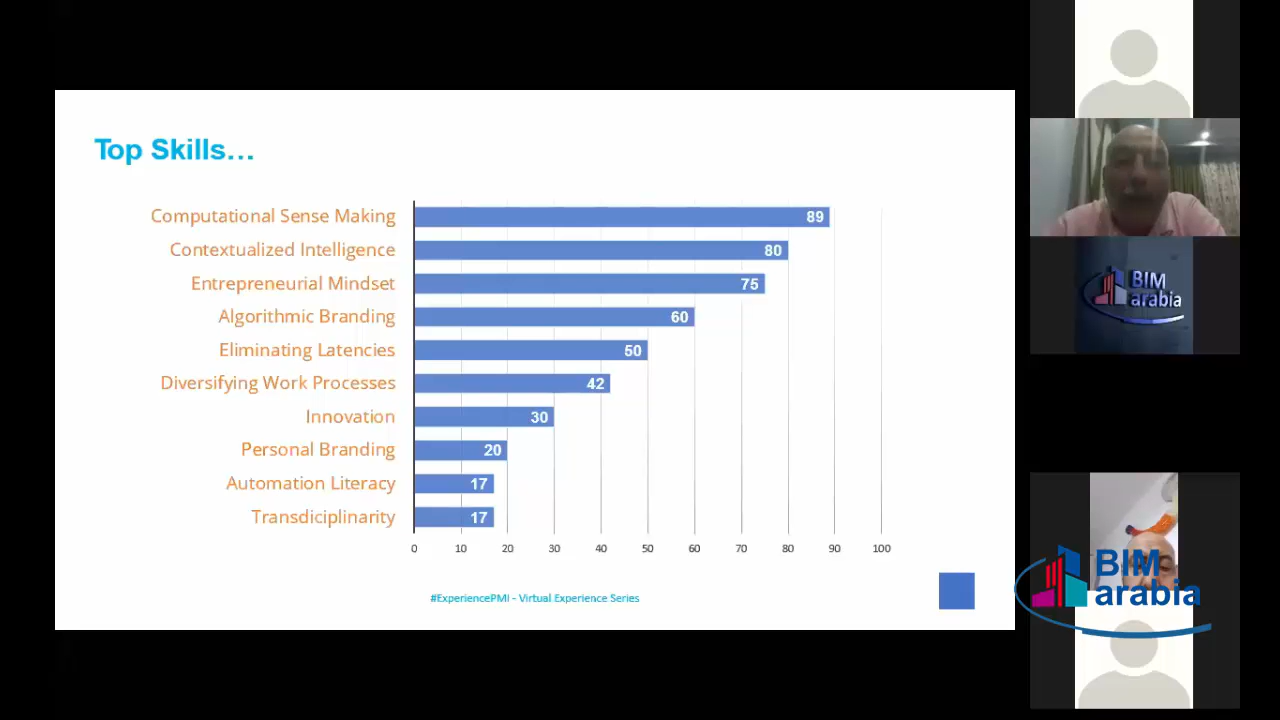 Top Skills…
Computational Sense Making 89
Contextualized Intelligence 80
Entrepreneurial Mindset 75
Algorithmic Branding 60
Eliminating Latencies 50
Diversifying Work Processes 42
Innovation 30
Personal Branding 20
Automation Literacy 17
Transdiciplinarity 17
0 10 20 30 40 50 60 70 80 90 100
#ExperiencePMI - Virtual Experience Series
BIM
arabia
BIM
arabia